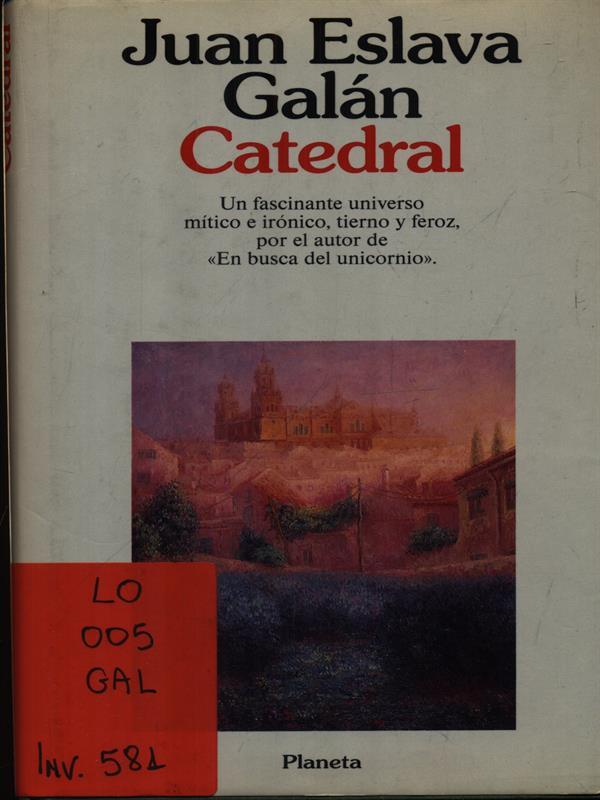 Catedral
Juan Eslava
Galán
Catedral
Un fascinante universo
mítico e irónico, tierno y feroz,
por el autor de
«En busca del unicornio».
LO
005
GAL
INV. 581
Planeta